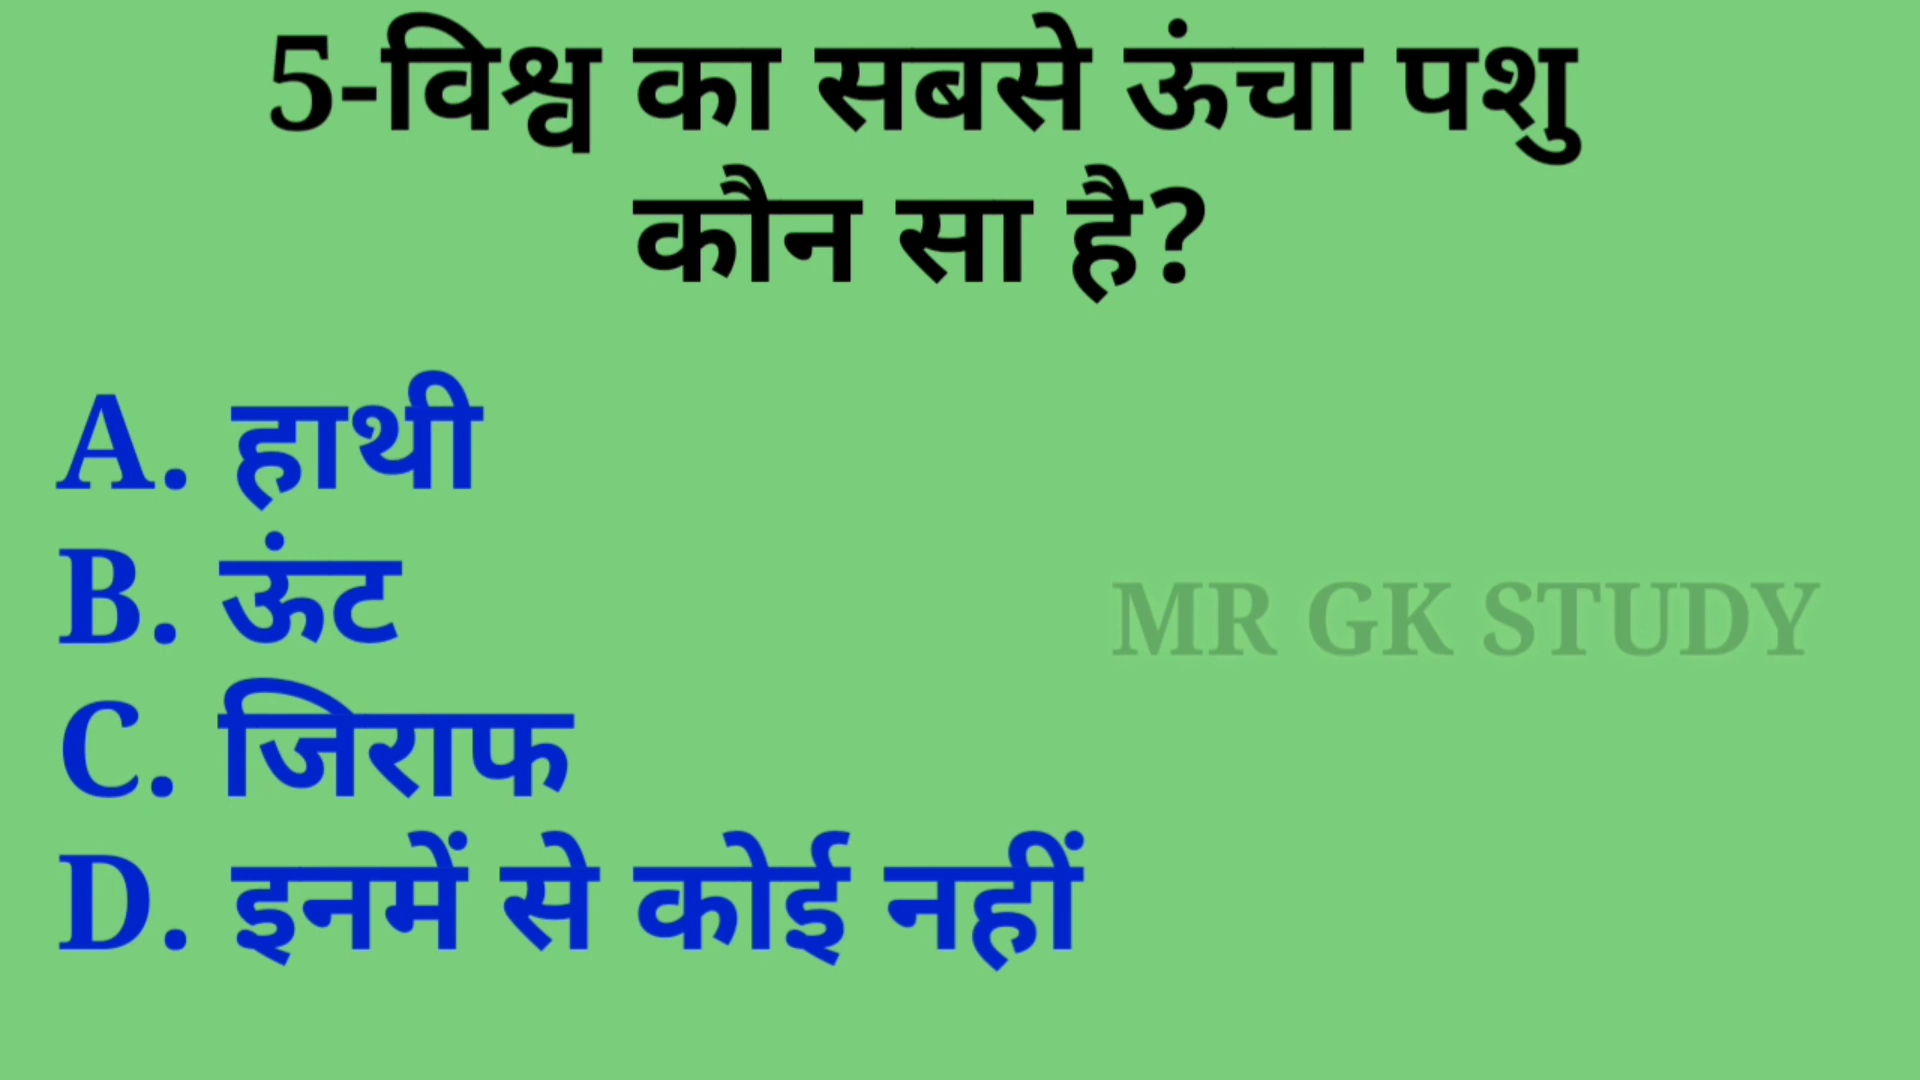 5-विश्व का सबसे ऊंचा पशु
कौन सा है?
A. हाथी
B. ऊंट
MR GK STUDY
C. जिराफ
D. इनमें से कोई नहीं